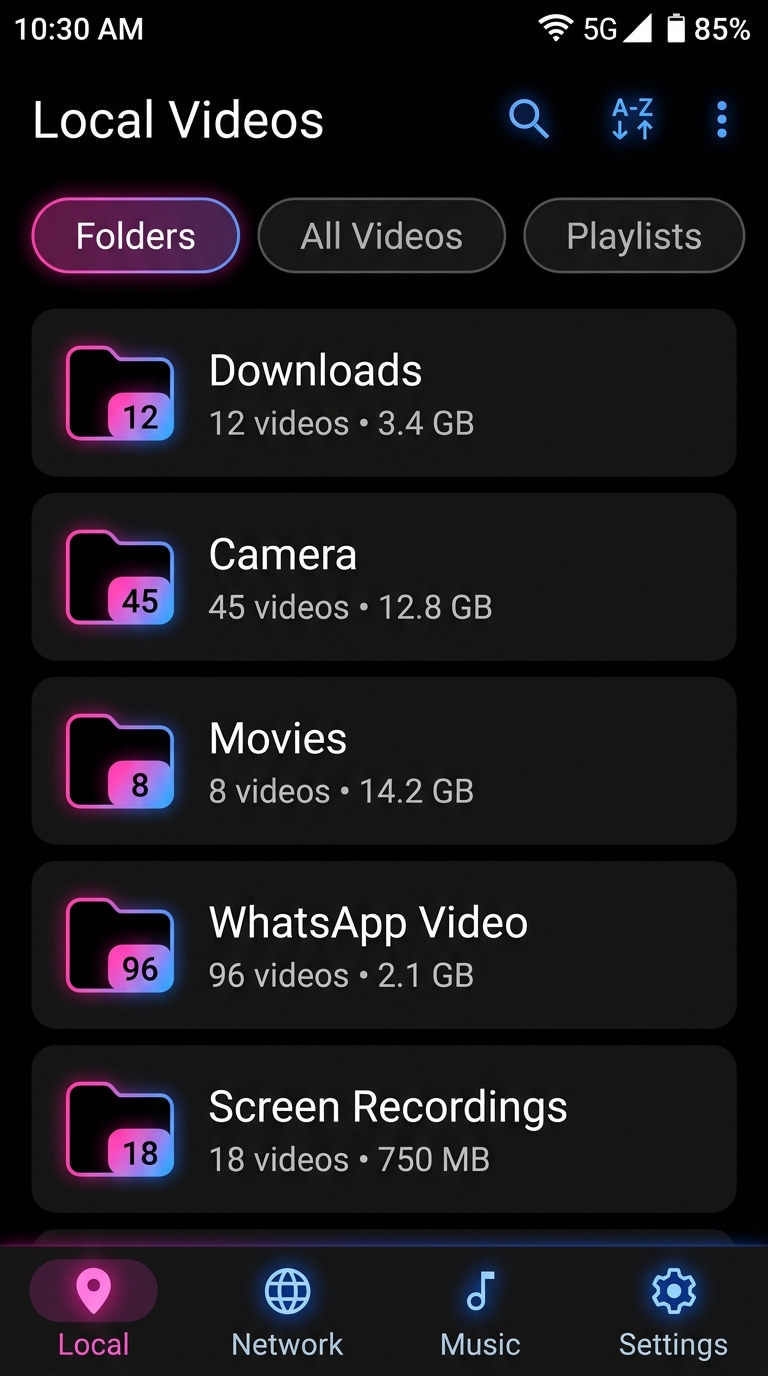 10:30 AM 5G 85%
Local Videos A-Z
Folders All Videos Playlists
Downloads
12
12 videos • 3.4 GB
Camera
45
45 videos • 12.8 GB
Movies
8
8 videos • 14.2 GB
WhatsApp Video
96
96 videos • 2.1 GB
Screen Recordings
18
18 videos • 750 MB
Local Network Music Settings